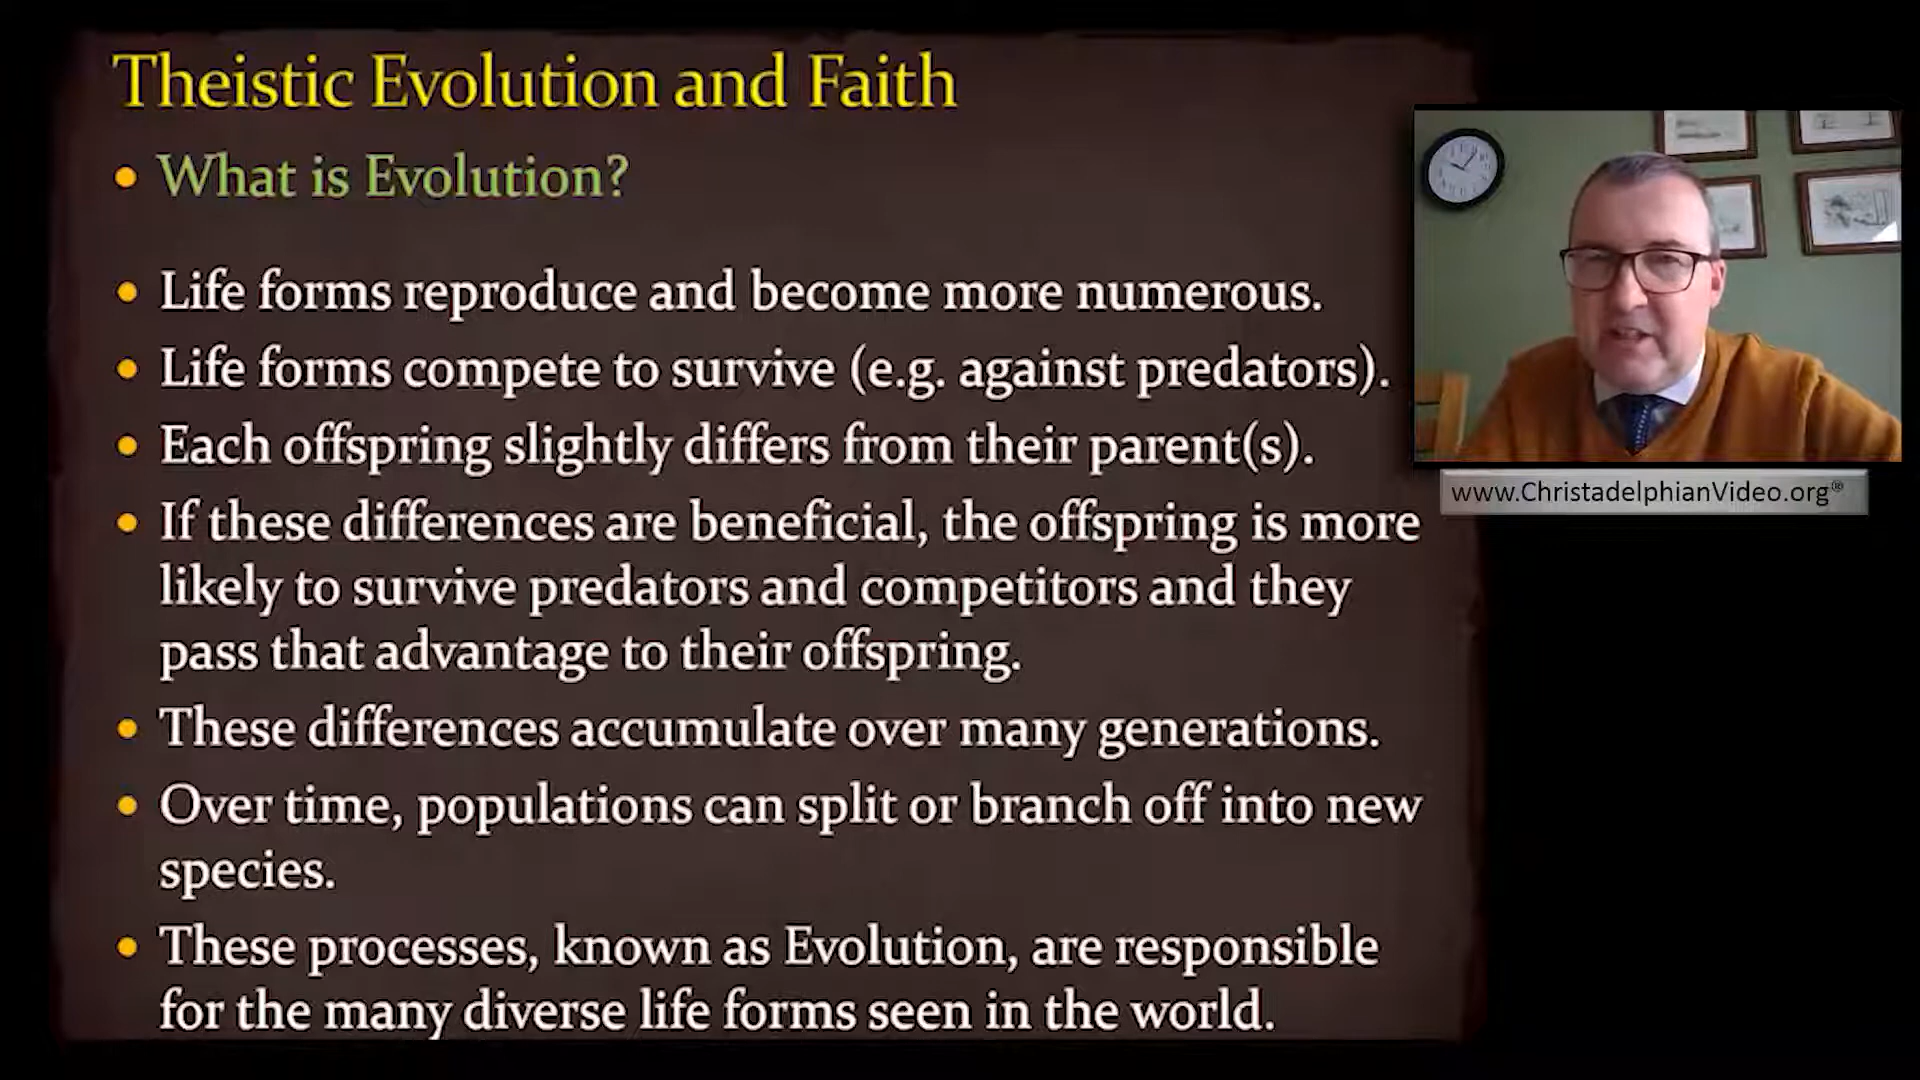 Theistic Evolution and Faith
• What is Evolution?
• Life forms reproduce and become more numerous.
• Life forms compete to survive (e.g. against predators).
• Each offspring slightly differs from their parent(s).
• If these differences are beneficial, the offspring is more
likely to survive predators and competitors and they
pass that advantage to their offspring.
• These differences accumulate over many generations.
• Over time, populations can split or branch off into new
species.
• These processes, known as Evolution, are responsible
for the many diverse life forms seen in the world.
www.ChristadelphianVideo.org®